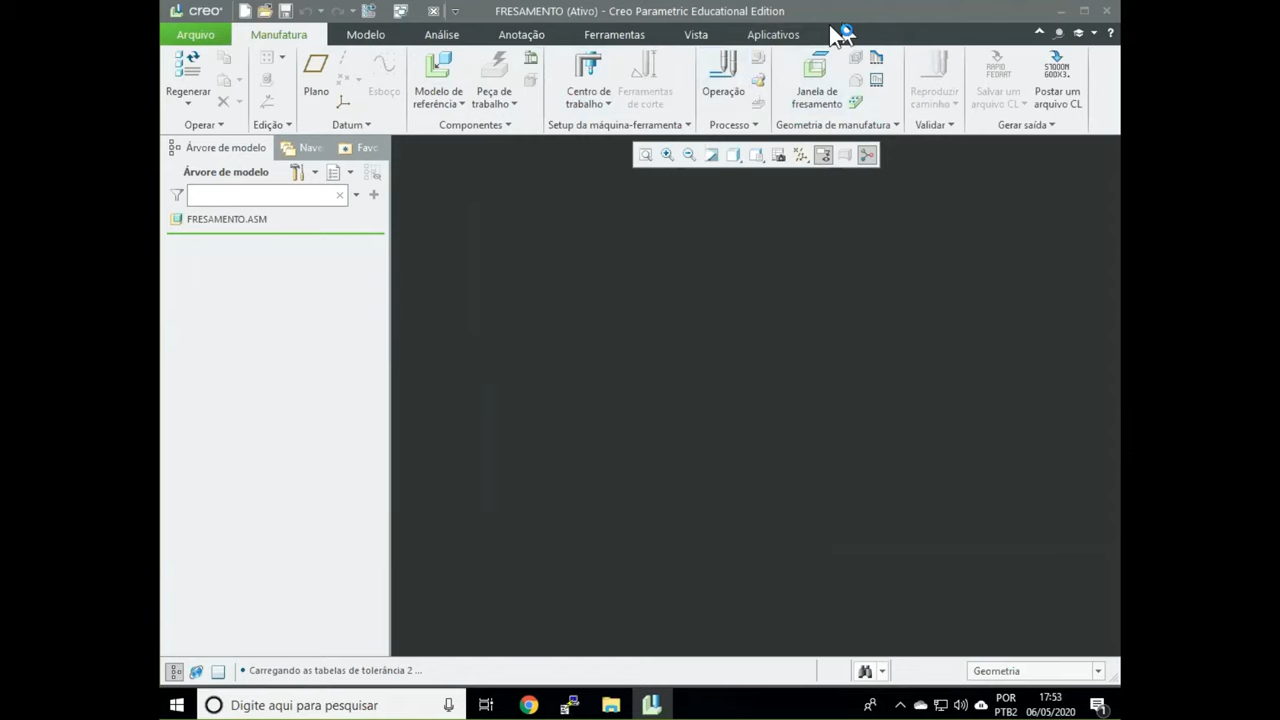 creo FRESAMENTO (Ativo) - Creo Parametric Educational Edition
Arquivo Manufatura Modelo Análise Anotação Ferramentas Vista Aplicativos
Regenerar Plano Esboço Modelo de referência Peça de trabalho Centro de trabalho Ferramentas de corte Operação Janela de fresamento Reproduzir caminho Salvar um arquivo CL Postar um arquivo CL
Operar Edição Datum Componentes Setup da máquina-ferramenta Processo Geometria de manufatura Validar Gerar saída
Árvore de modelo Nave Favc
Árvore de modelo
FRESAMENTO.ASM
Carregando as tabelas de tolerância 2 ... Geometria
Digite aqui para pesquisar POR PTB2 17:53 06/05/2020 1